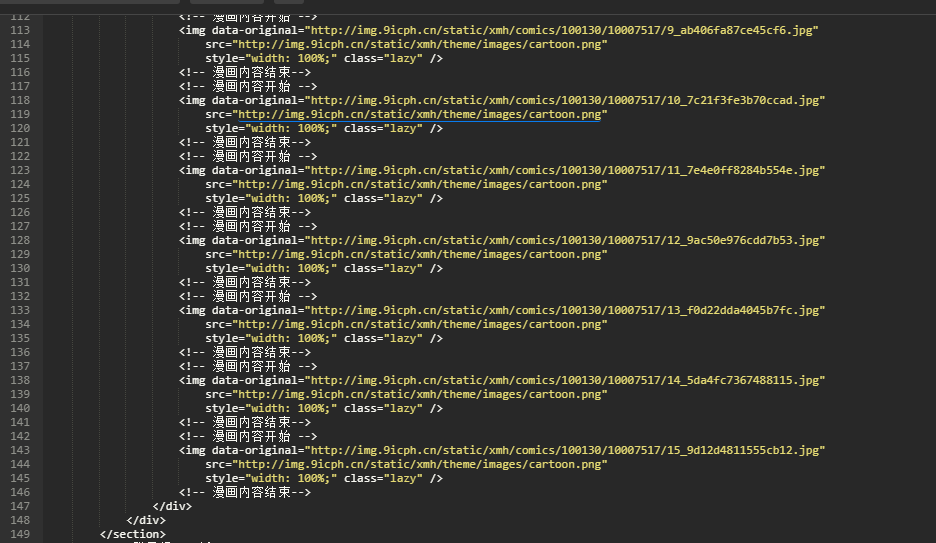 112 <!-- 漫画内容开始 -->
113 <img data-original="http://img.9icph.cn/static/xmh/comics/100130/10007517/9_ab406fa87ce45cf6.jpg"
114 src="http://img.9icph.cn/static/xmh/theme/images/cartoon.png"
115 style="width: 100%;" class="lazy" />
116 <!-- 漫画内容结束-->
117 <!-- 漫画内容开始 -->
118 <img data-original="http://img.9icph.cn/static/xmh/comics/100130/10007517/10_7c21f3fe3b70ccad.jpg"
119 src="http://img.9icph.cn/static/xmh/theme/images/cartoon.png"
120 style="width: 100%;" class="lazy" />
121 <!-- 漫画内容结束-->
122 <!-- 漫画内容开始 -->
123 <img data-original="http://img.9icph.cn/static/xmh/comics/100130/10007517/11_7e4e0ff8284b554e.jpg"
124 src="http://img.9icph.cn/static/xmh/theme/images/cartoon.png"
125 style="width: 100%;" class="lazy" />
126 <!-- 漫画内容结束-->
127 <!-- 漫画内容开始 -->
128 <img data-original="http://img.9icph.cn/static/xmh/comics/100130/10007517/12_9ac50e976cdd7b53.jpg"
129 src="http://img.9icph.cn/static/xmh/theme/images/cartoon.png"
130 style="width: 100%;" class="lazy" />
131 <!-- 漫画内容结束-->
132 <!-- 漫画内容开始 -->
133 <img data-original="http://img.9icph.cn/static/xmh/comics/100130/10007517/13_f0d22dda4045b7fc.jpg"
134 src="http://img.9icph.cn/static/xmh/theme/images/cartoon.png"
135 style="width: 100%;" class="lazy" />
136 <!-- 漫画内容结束-->
137 <!-- 漫画内容开始 -->
138 <img data-original="http://img.9icph.cn/static/xmh/comics/100130/10007517/14_5da4fc7367488115.jpg"
139 src="http://img.9icph.cn/static/xmh/theme/images/cartoon.png"
140 style="width: 100%;" class="lazy" />
141 <!-- 漫画内容结束-->
142 <!-- 漫画内容开始 -->
143 <img data-original="http://img.9icph.cn/static/xmh/comics/100130/10007517/15_9d12d4811555cb12.jpg"
144 src="http://img.9icph.cn/static/xmh/theme/images/cartoon.png"
145 style="width: 100%;" class="lazy" />
146 <!-- 漫画内容结束-->
147 </div>
148 </div>
149 </section>